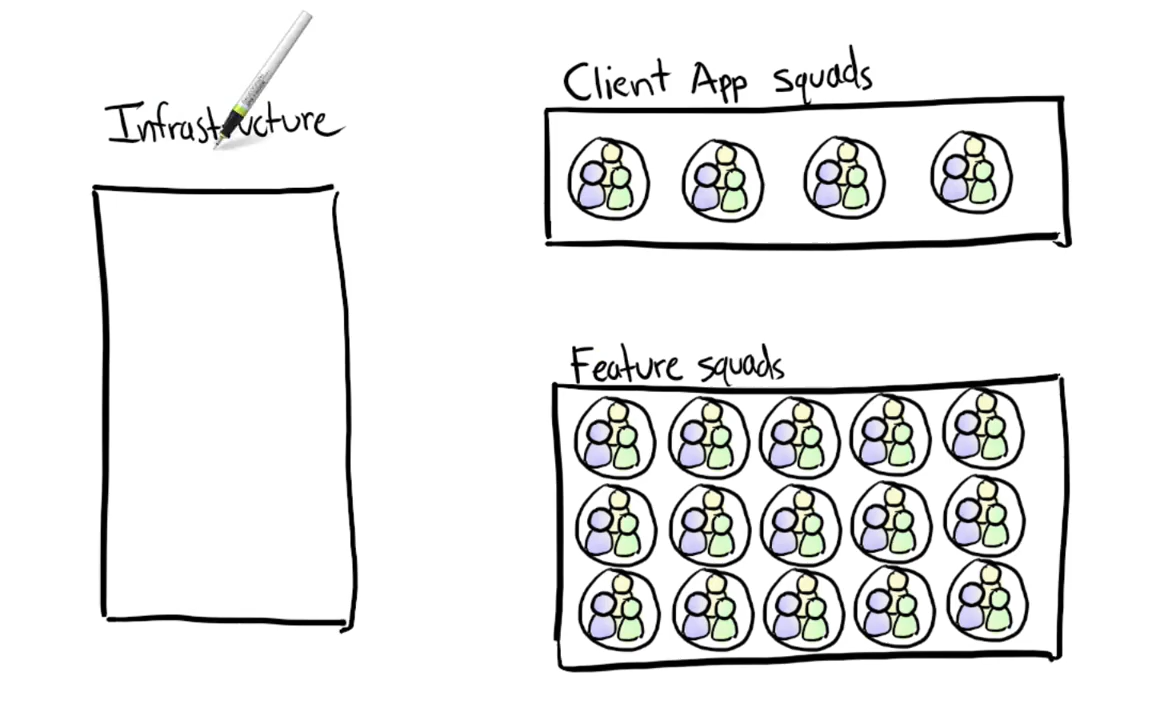 Infrastructure
Client App squads
Feature squads